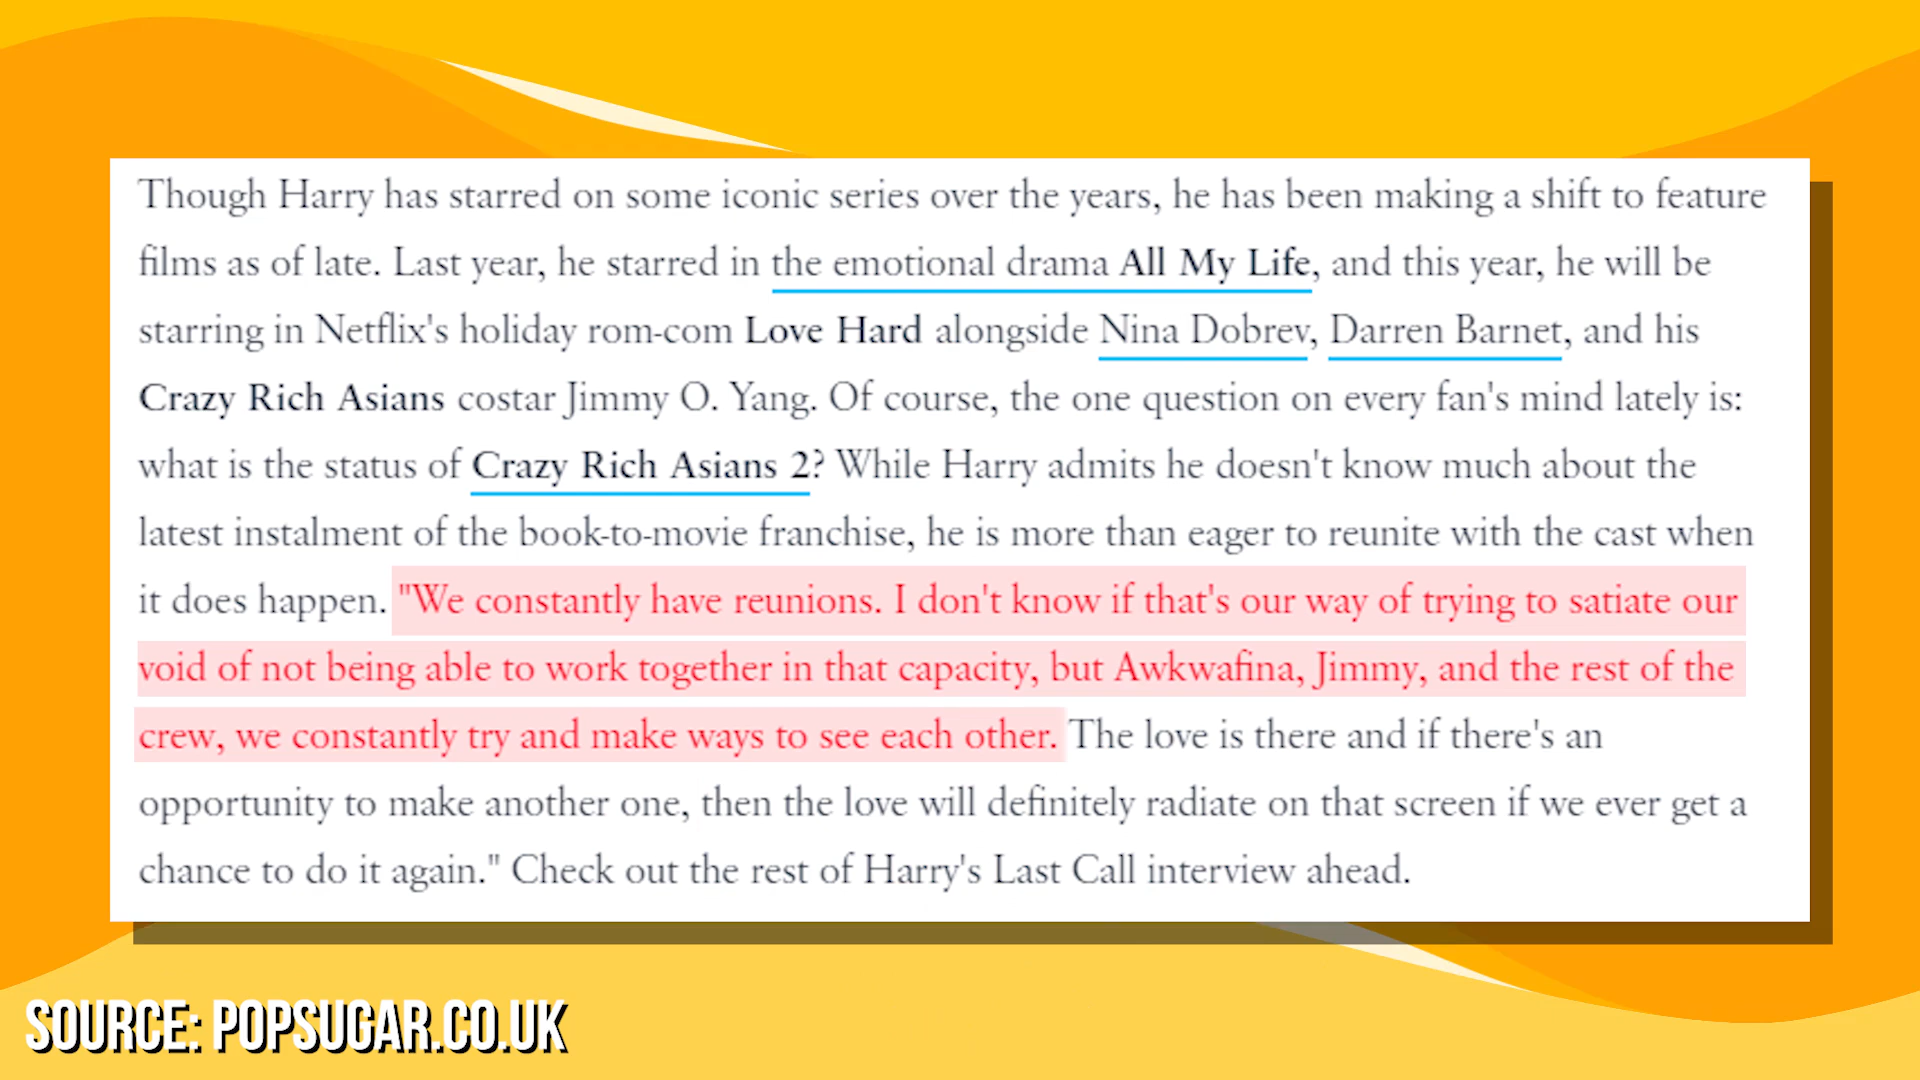 Though Harry has starred on some iconic series over the years, he has been making a shift to feature
films as of late. Last year, he starred in the emotional drama All My Life, and this year, he will be
starring in Netflix's holiday rom-com Love Hard alongside Nina Dobrev, Darren Barnet, and his
Crazy Rich Asians costar Jimmy O. Yang. Of course, the one question on every fan's mind lately is:
what is the status of Crazy Rich Asians 2? While Harry admits he doesn't know much about the
latest instalment of the book-to-movie franchise, he is more than eager to reunite with the cast when
it does happen. "We constantly have reunions. I don't know if that's our way of trying to satiate our
void of not being able to work together in that capacity, but Awkwafina, Jimmy, and the rest of the
crew, we constantly try and make ways to see each other. The love is there and if there's an
opportunity to make another one, then the love will definitely radiate on that screen if we ever get a
chance to do it again." Check out the rest of Harry's Last Call interview ahead.
SOURCE: POPSUGAR.CO.UK